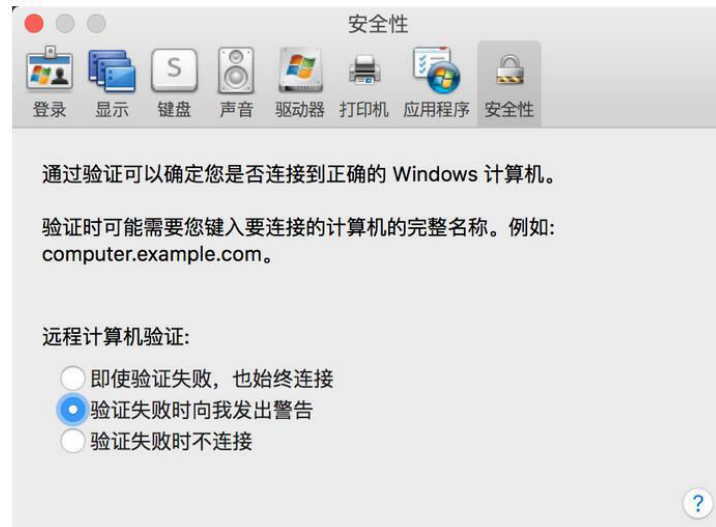 安全性
S
登录 显示 键盘 声音 驱动器 打印机 应用程序 安全性
通过验证可以确定您是否连接到正确的 Windows 计算机。
验证时可能需要您键入要连接的计算机的完整名称。例如:
computer.example.com。
远程计算机验证:
即使验证失败，也始终连接
验证失败时向我发出警告
验证失败时不连接
?